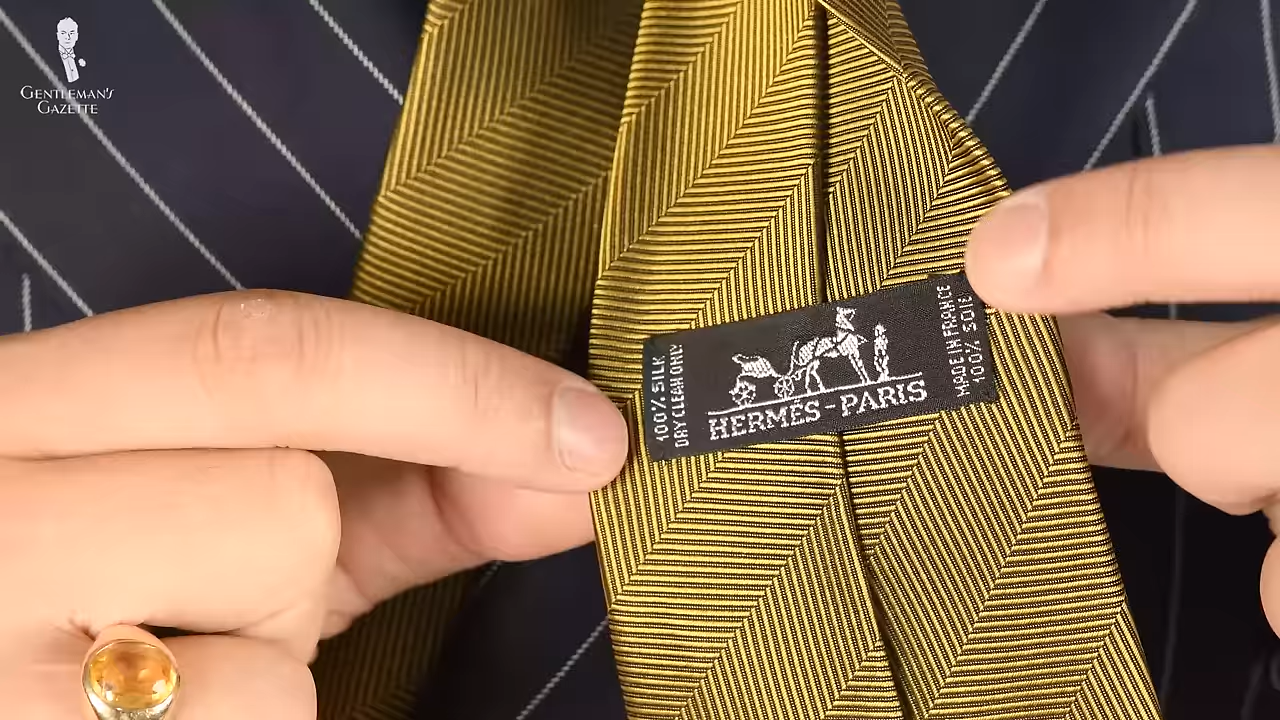 GENTLEMAN'S
GAZETTE
100% SILK
DRY CLEAN ONLY
HERMÈS-PARIS
MADE IN FRANCE
100% SOIE